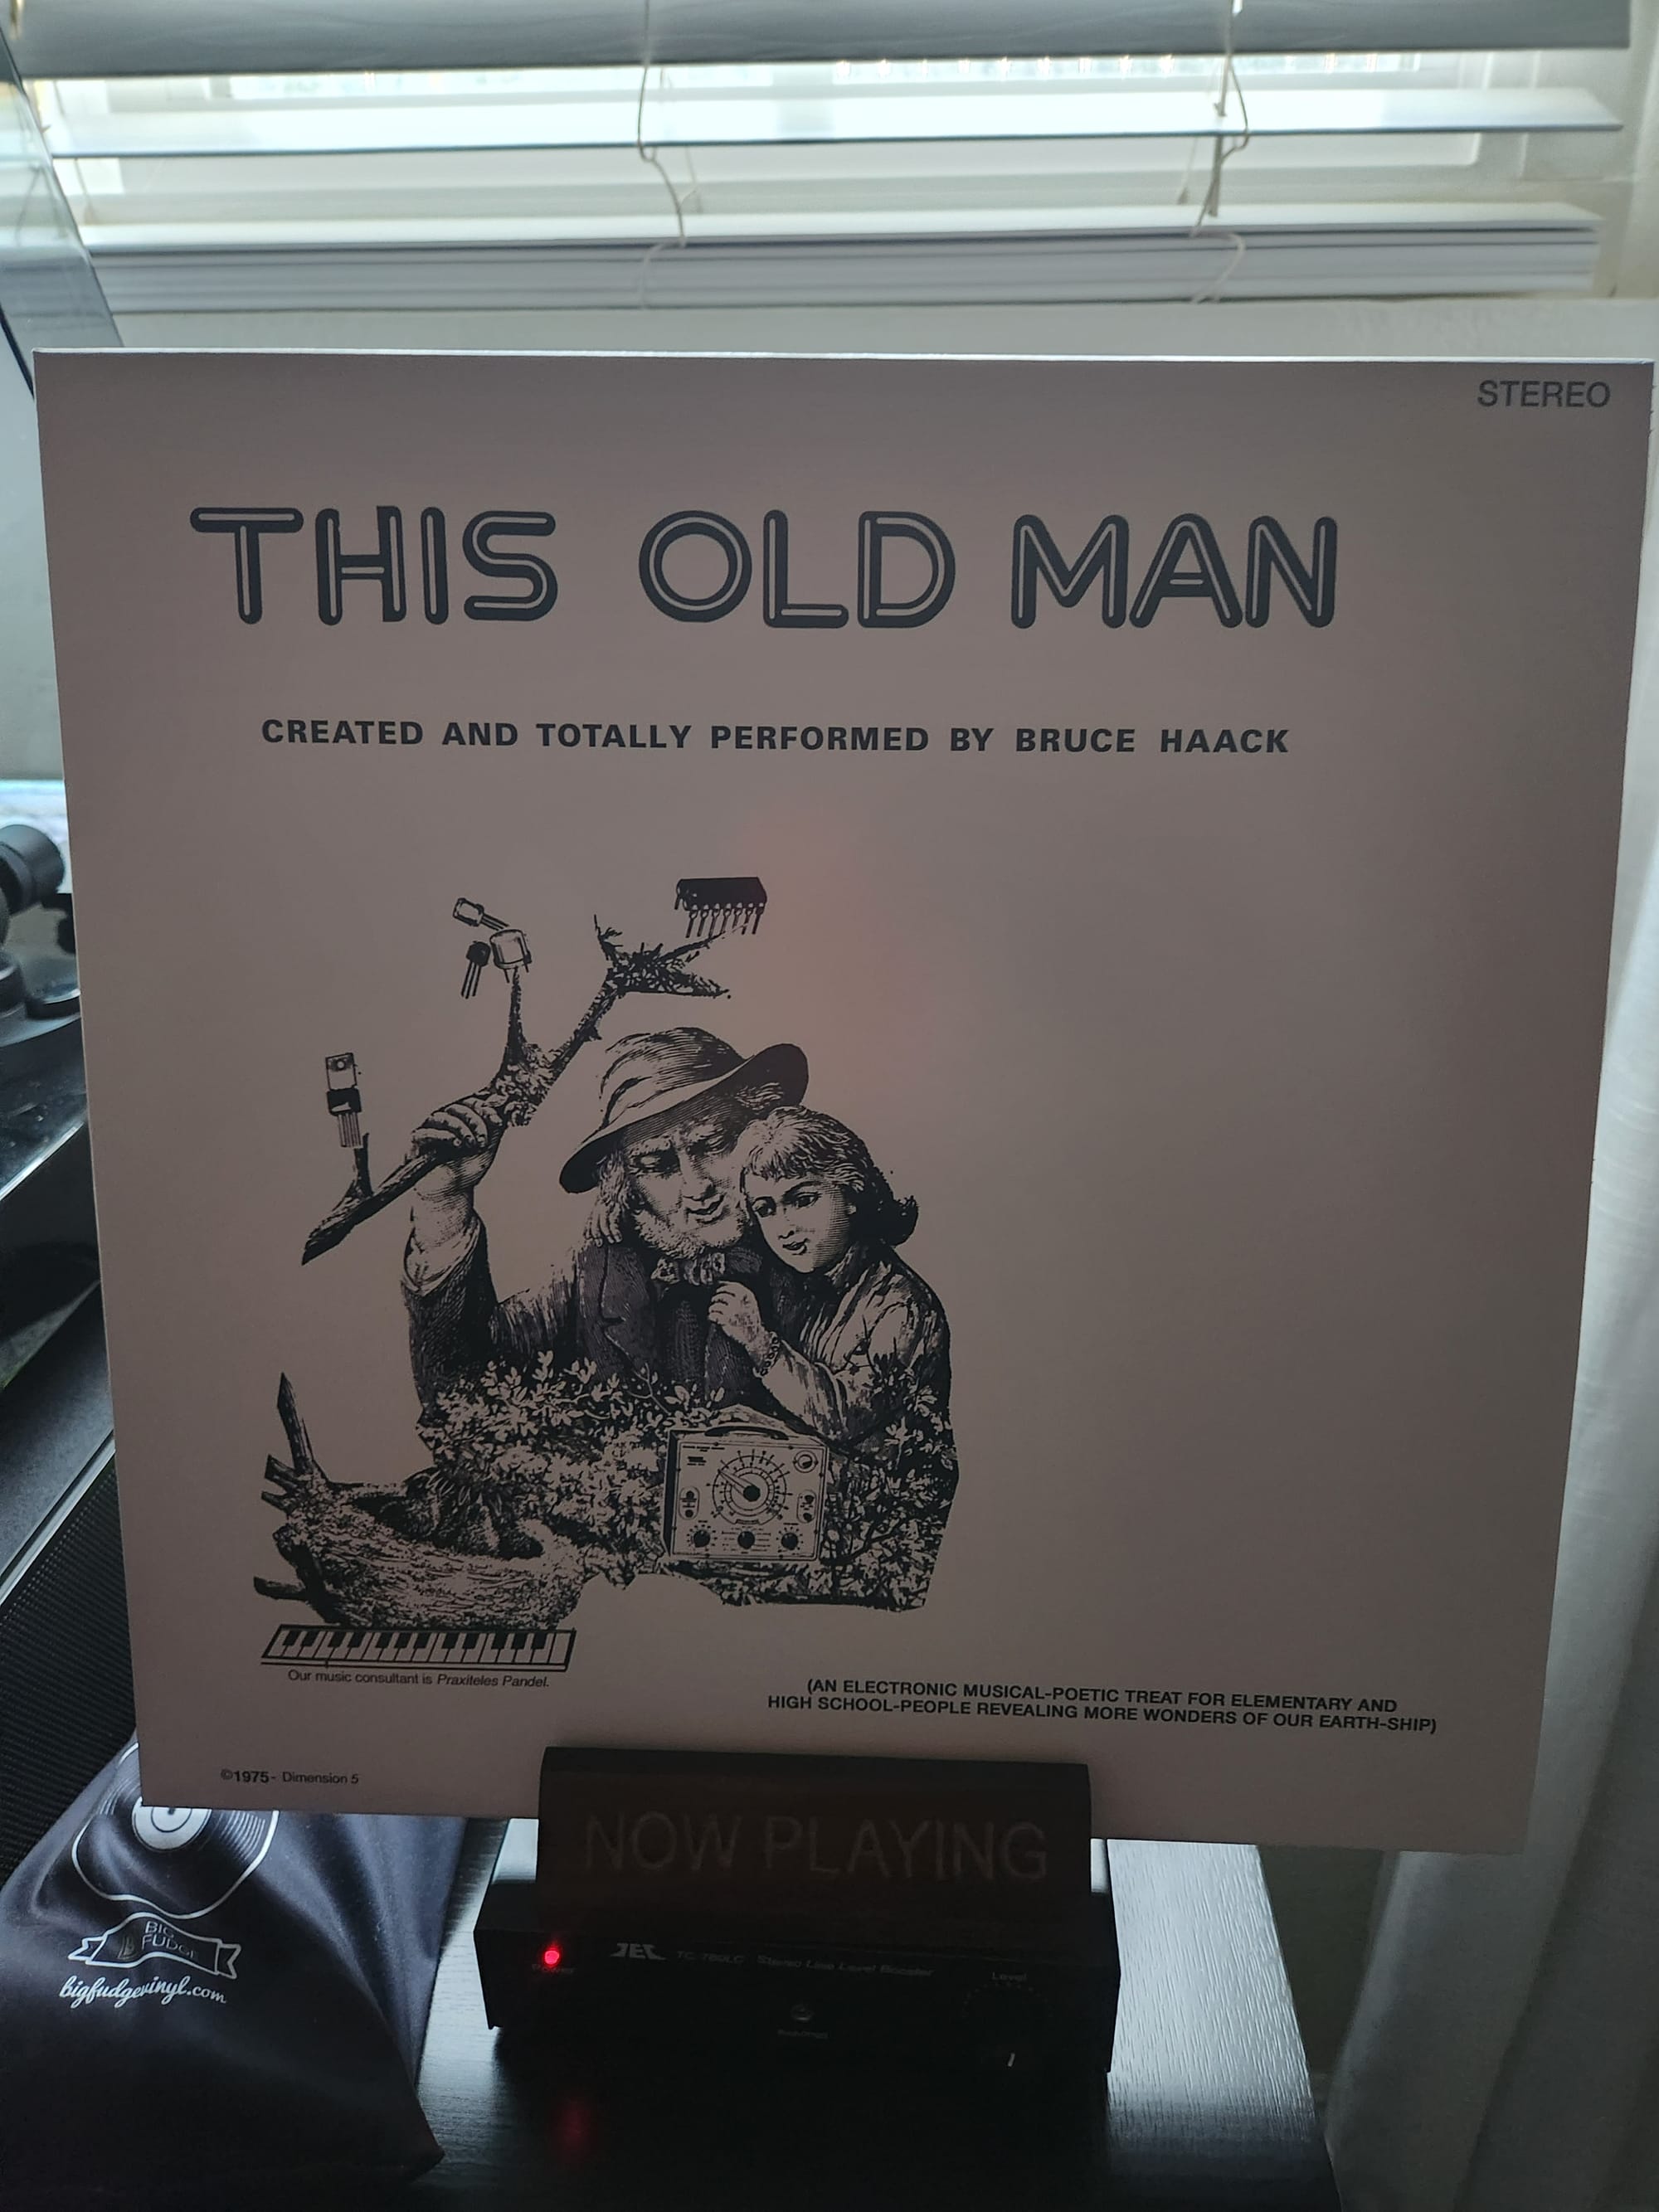 STEREO
THIS OLD MAN
CREATED AND TOTALLY PERFORMED BY BRUCE HAACK
Our music consultant is Praxiteles Pandel.
(AN ELECTRONIC MUSICAL-POETIC TREAT FOR ELEMENTARY AND
HIGH SCHOOL-PEOPLE REVEALING MORE WONDERS OF OUR EARTH-SHIP)
©1975- Dimension 5
NOW PLAYING
BIG
FUDGE
bigfudgevinyl.com
TEC Stereo Line Level Booster
Level